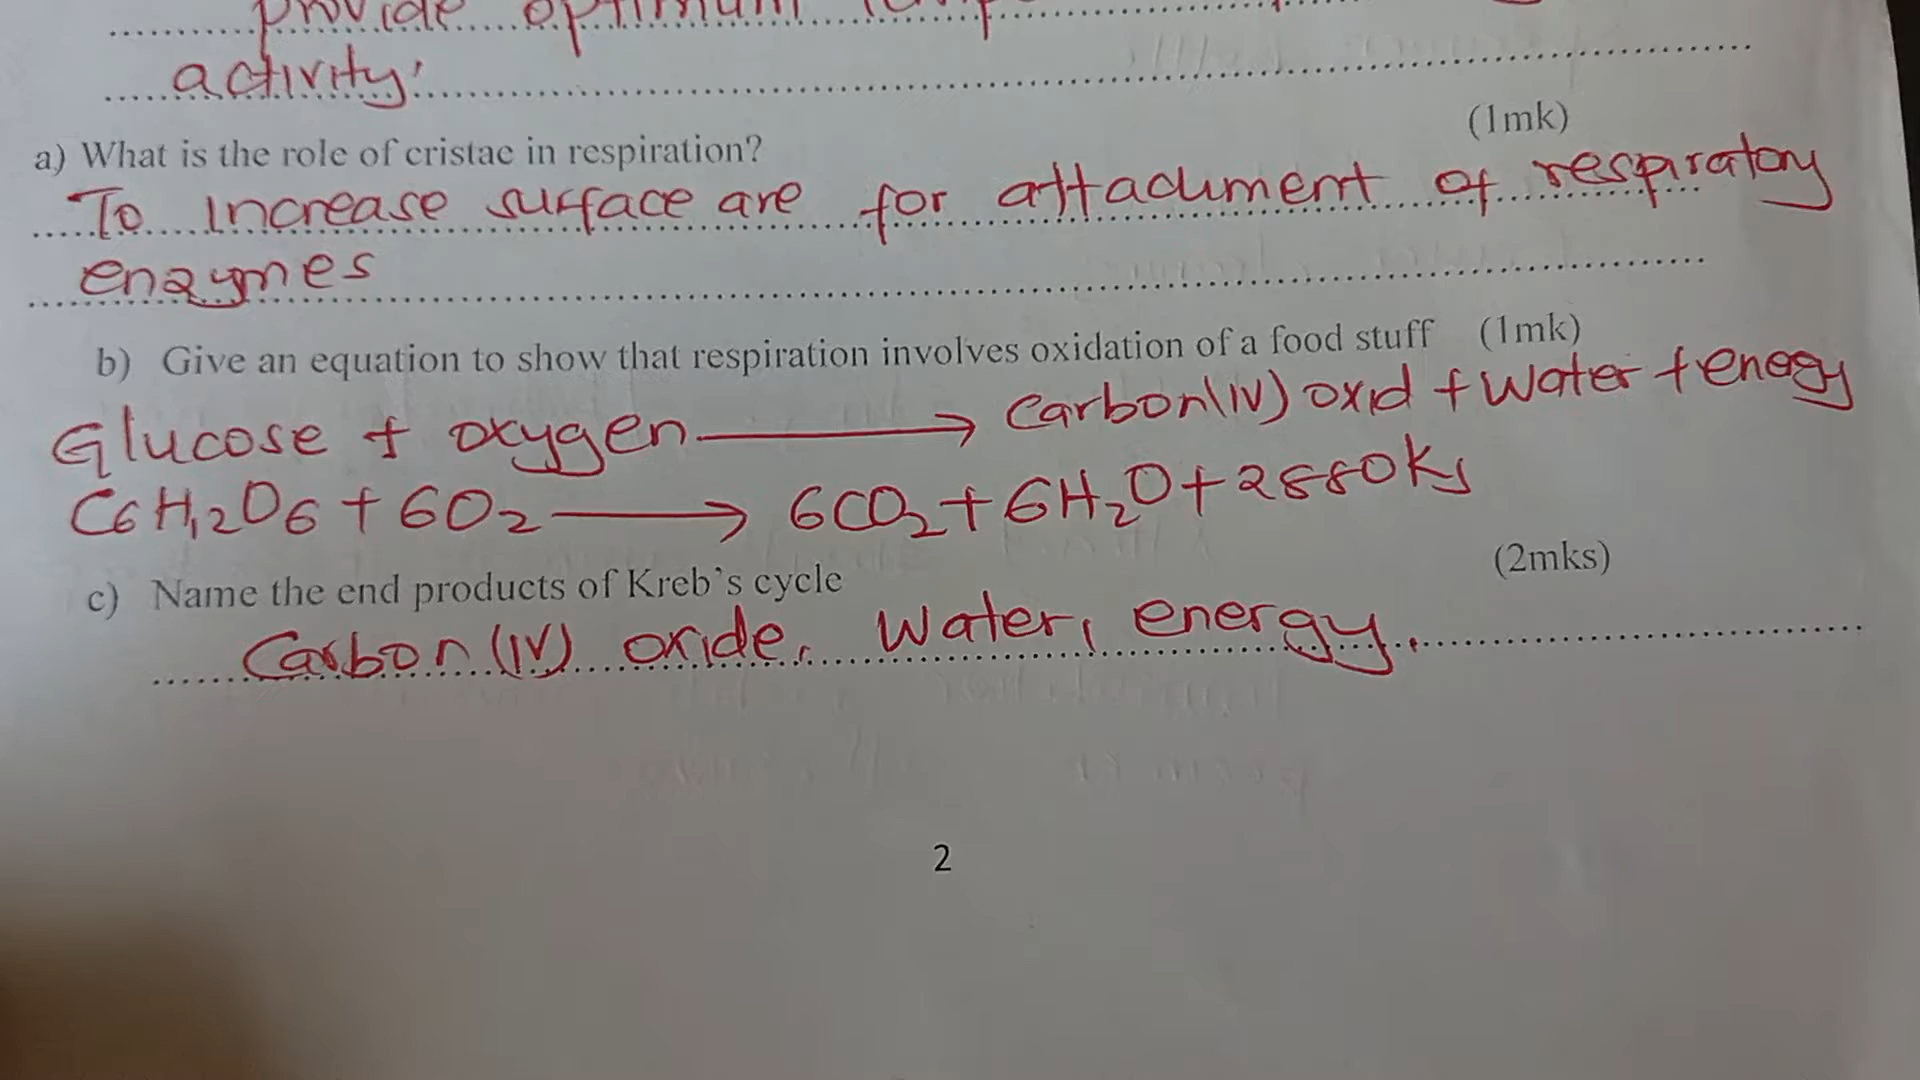 provide optimum
activity.
a) What is the role of cristae in respiration? (1mk)
To increase surface are for attachment of respiratory
enzymes
b) Give an equation to show that respiration involves oxidation of a food stuff (1mk)
Glucose + oxygen → Carbon(IV) oxid + Water + energy
C6H12O6 + 6O2 → 6CO2 + 6H2O + 2880KJ
c) Name the end products of Kreb's cycle (2mks)
Carbon (IV) oxide, Water, energy.
2